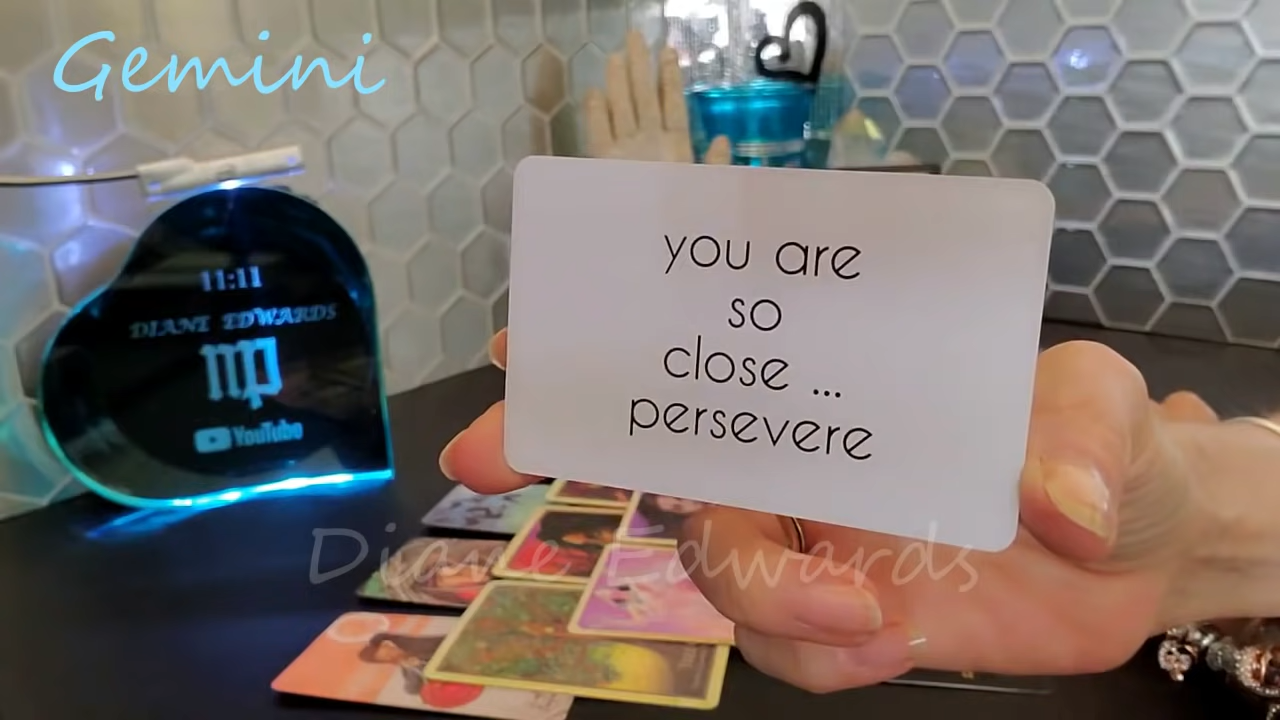 Gemini
11:11
DIANE EDWARDS
YouTube
you are
so
close ...
persevere
Diane Edwards